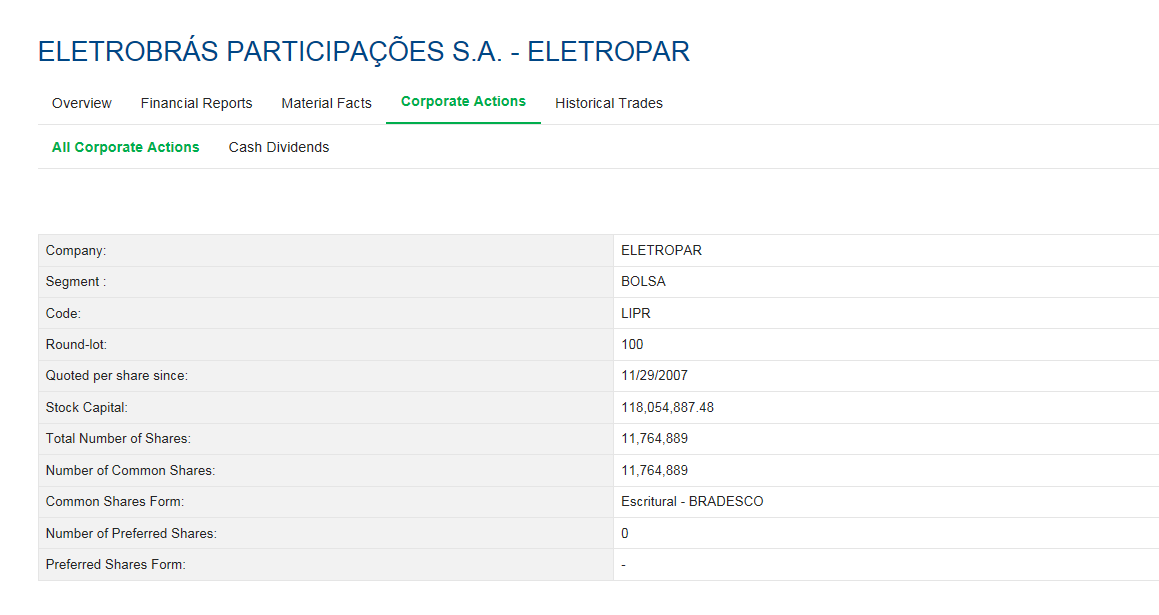 ELETROBRÁS PARTICIPAÇÕES S.A. - ELETROPAR
Overview Financial Reports Material Facts Corporate Actions Historical Trades
All Corporate Actions Cash Dividends
Company: ELETROPAR
Segment : BOLSA
Code: LIPR
Round-lot: 100
Quoted per share since: 11/29/2007
Stock Capital: 118,054,887.48
Total Number of Shares: 11,764,889
Number of Common Shares: 11,764,889
Common Shares Form: Escritural - BRADESCO
Number of Preferred Shares: 0
Preferred Shares Form: -